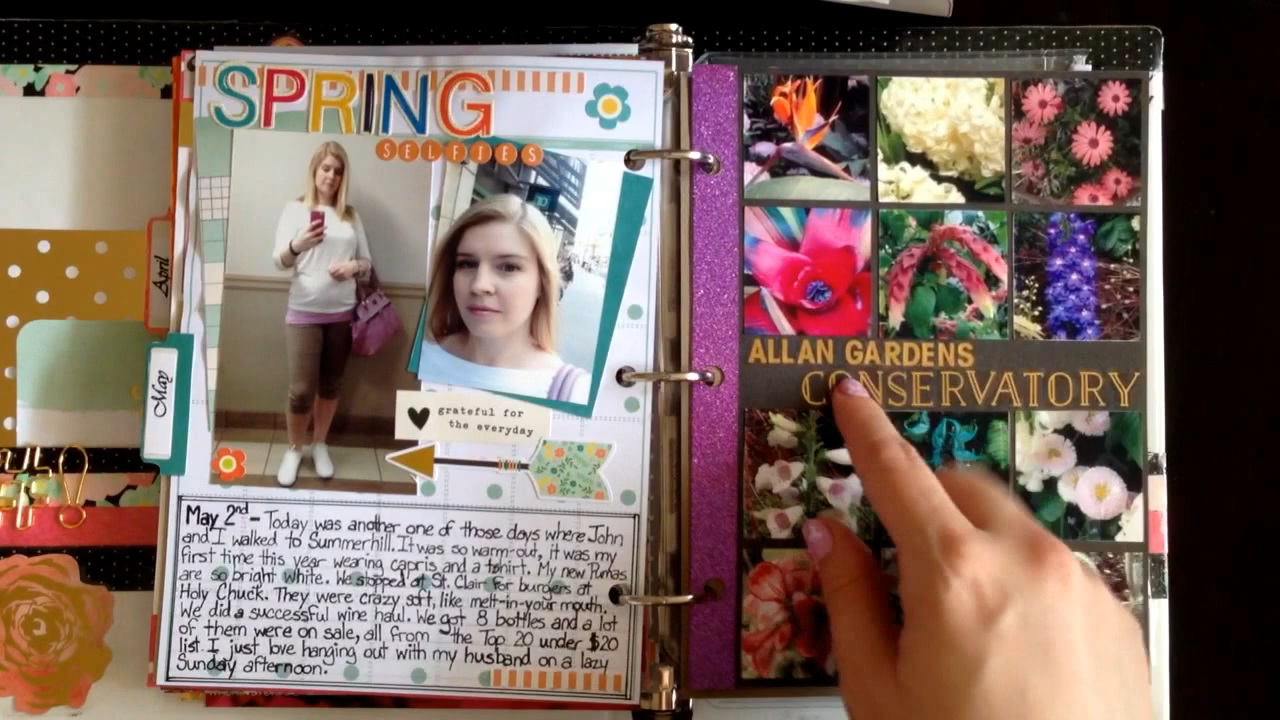 SPRING
SELFIES
April
May
grateful for
the everyday
May 2nd - Today was another one of those days where John
and I walked to Summerhill. It was so warm out, it was my
first time this year wearing capris and a tshirt. My new Pumas
are so bright white. We stopped at St. Clair for burgers at
Holy Chuck. They were crazy soft, like melt-in-your mouth.
We did a successful wine haul. We got 8 bottles and a lot
of them were on sale, all from the Top 20 under $20
list. I just love hanging out with my husband on a lazy
Sunday afternoon.
ALLAN GARDENS
CONSERVATORY